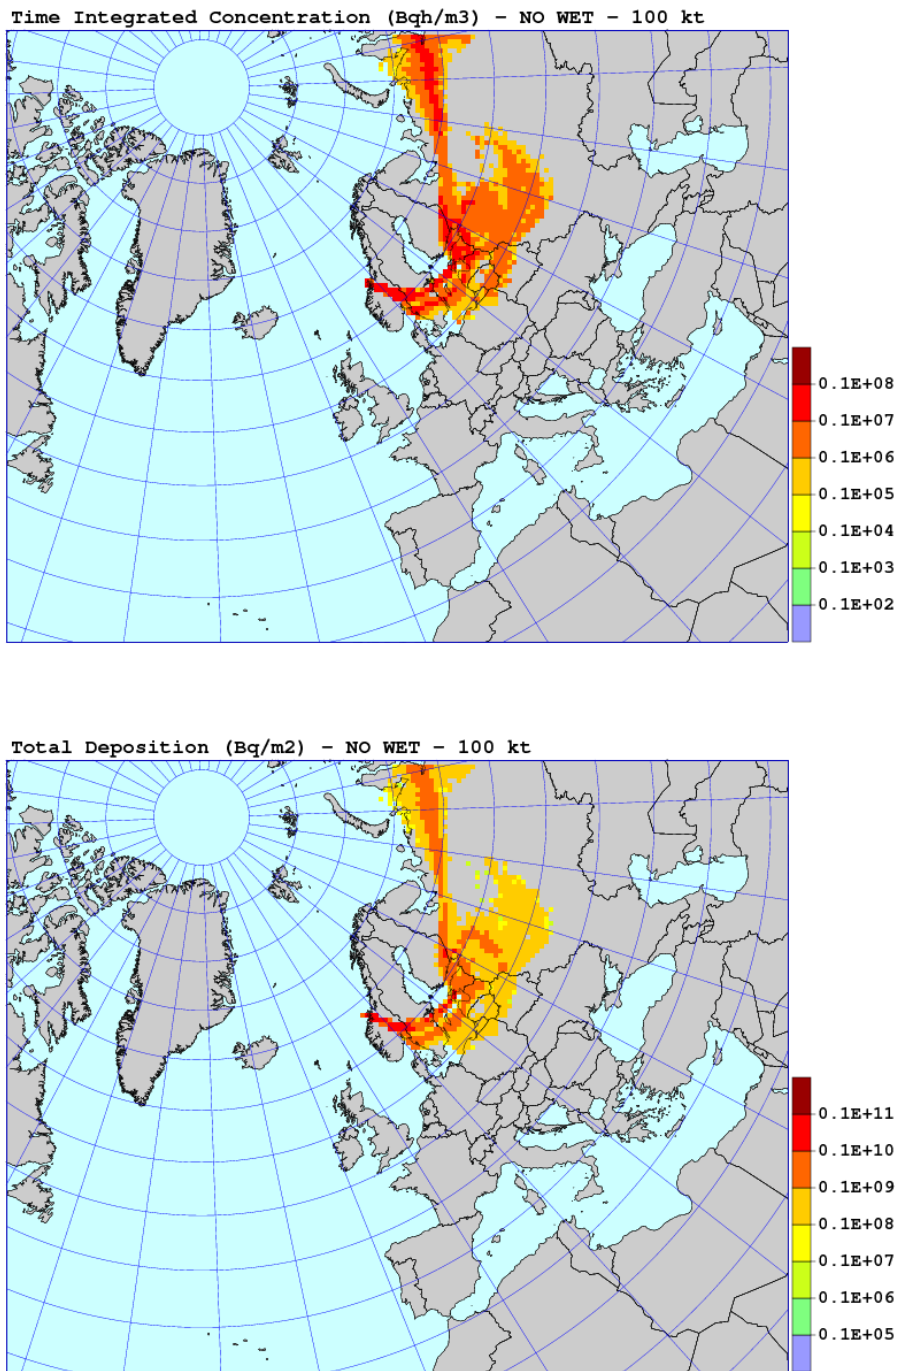 Time Integrated Concentration (Bqh/m3) – NO WET – 100 kt
0.1E+08
0.1E+07
0.1E+06
0.1E+05
0.1E+04
0.1E+03
0.1E+02
Total Deposition (Bq/m2) – NO WET – 100 kt
0.1E+11
0.1E+10
0.1E+09
0.1E+08
0.1E+07
0.1E+06
0.1E+05